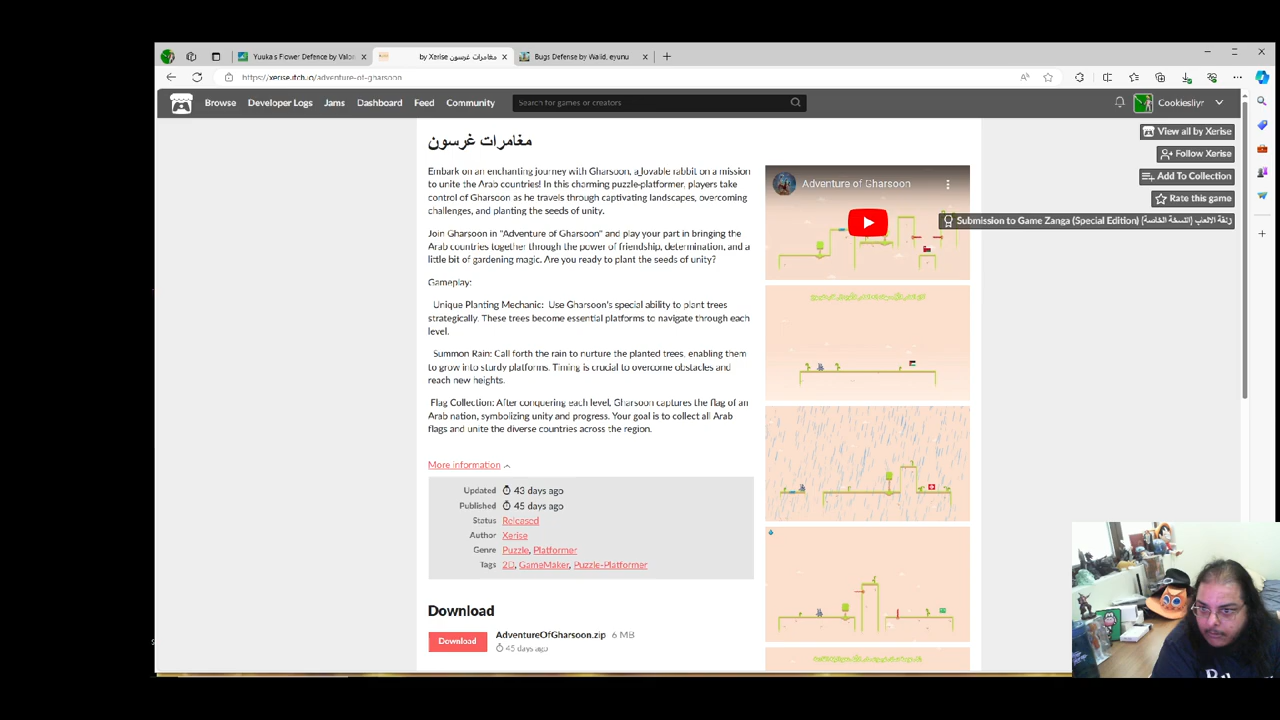 Yuuka's Flower Defence by Valos
by Xerise مغامرات غرسون
Bugs Defense by Walid, eyunu
https://xerise.itch.io/adventure-of-gharsoon
Browse
Developer Logs
Jams
Dashboard
Feed
Community
Search for games or creators
Cookiesliyr
View all by Xerise
Follow Xerise
Add To Collection
Rate this game
Submission to Game Zanga (Special Edition) زنقة الالعاب (النسخة الخاصة)
مغامرات غرسون
Embark on an enchanting journey with Gharsoon, a lovable rabbit on a mission
to unite the Arab countries! In this charming puzzle-platformer, players take
control of Gharsoon as he travels through captivating landscapes, overcoming
challenges, and planting the seeds of unity.
Join Gharsoon in "Adventure of Gharsoon" and play your part in bringing the
Arab countries together through the power of friendship, determination, and a
little bit of gardening magic. Are you ready to plant the seeds of unity?
Gameplay:
Unique Planting Mechanic: Use Gharsoon's special ability to plant trees
strategically. These trees become essential platforms to navigate through each
level.
Summon Rain: Call forth the rain to nurture the planted trees, enabling them
to grow into sturdy platforms. Timing is crucial to overcome obstacles and
reach new heights.
Flag Collection: After conquering each level, Gharsoon captures the flag of an
Arab nation, symbolizing unity and progress. Your goal is to collect all Arab
flags and unite the diverse countries across the region.
More information
Updated 43 days ago
Published 45 days ago
Status Released
Author Xerise
Genre Puzzle, Platformer
Tags 2D, GameMaker, Puzzle-Platformer
Download
Download AdventureOfGharsoon.zip 6 MB
45 days ago
Adventure of Gharsoon